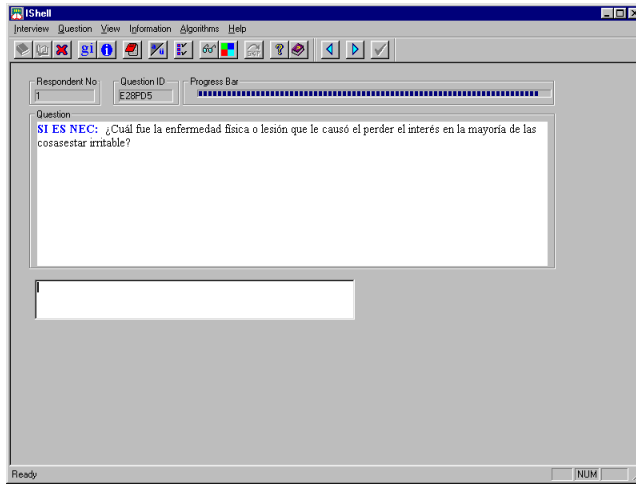 IShell
Interview Question View Information Algorithms Help
gi
Respondent No
Question ID
Progress Bar
1
E28PD5
Question
SI ES NEC: ¿Cuál fue la enfermedad física o lesión que le causó el perder el interés en la mayoría de las
cosasestar irritable?
Ready
NUM